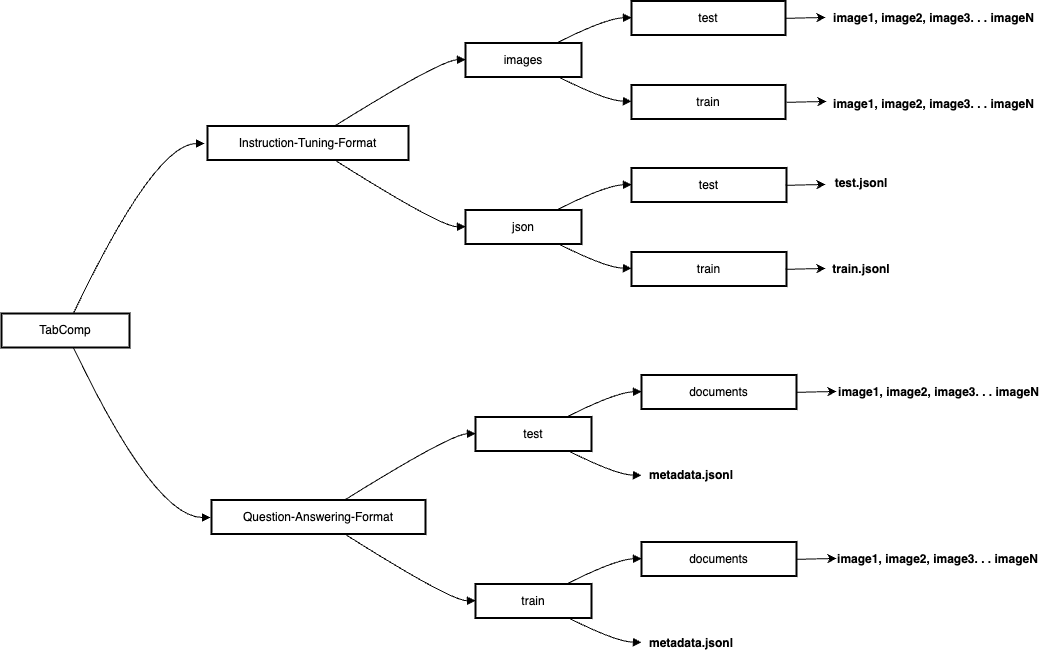 test
image1, image2, image3. . . imageN
images
train
image1, image2, image3. . . imageN
Instruction-Tuning-Format
test
test.jsonl
json
train
train.jsonl
TabComp
documents
image1, image2, image3. . . imageN
test
metadata.jsonl
Question-Answering-Format
documents
image1, image2, image3. . . imageN
train
metadata.jsonl